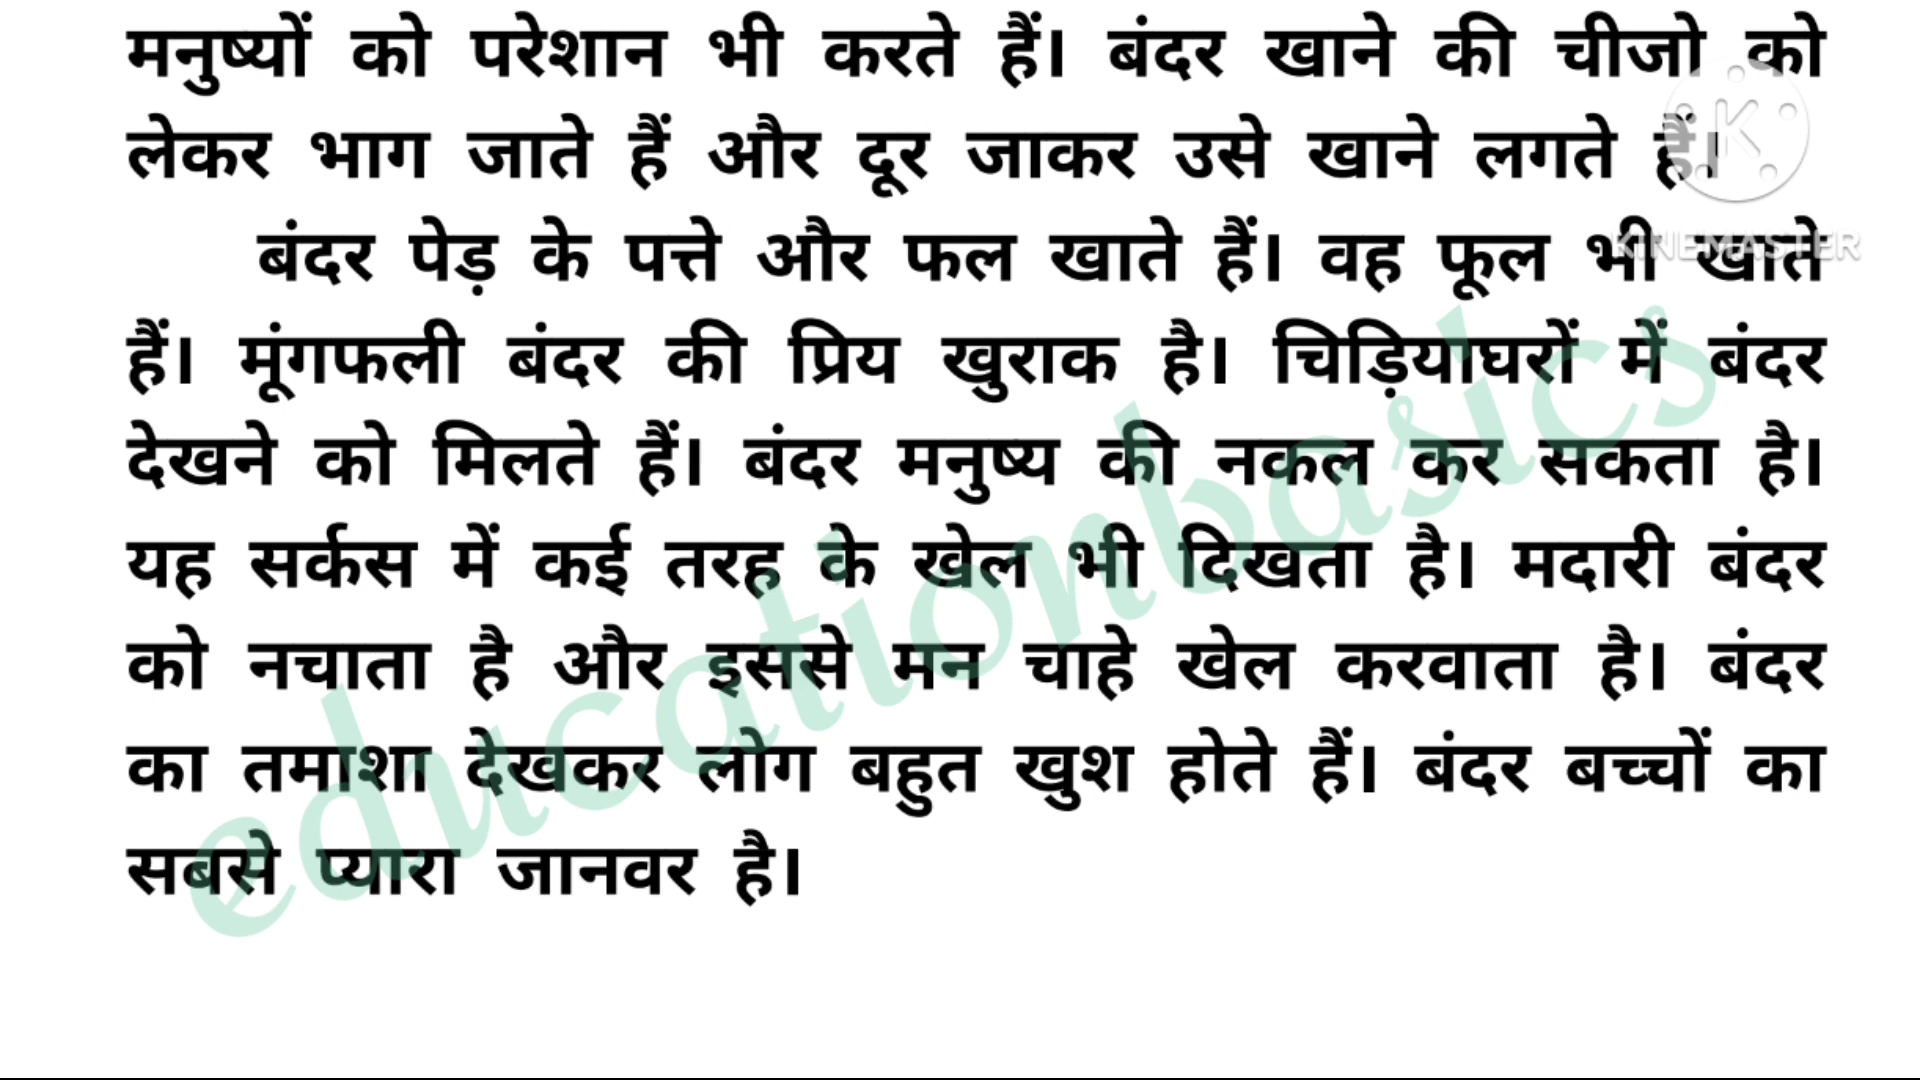 मनुष्यों को परेशान भी करते हैं। बंदर खाने की चीजो को
लेकर भाग जाते हैं और दूर जाकर उसे खाने लगते हैं।
बंदर पेड़ के पत्ते और फल खाते हैं। वह फूल भी खाते
हैं। मूंगफली बंदर की प्रिय खुराक है। चिड़ियाघरों में बंदर
देखने को मिलते हैं। बंदर मनुष्य की नकल कर सकता है।
यह सर्कस में कई तरह के खेल भी दिखता है। मदारी बंदर
को नचाता है और इससे मन चाहे खेल करवाता है। बंदर
का तमाशा देखकर लोग बहुत खुश होते हैं। बंदर बच्चों का
सबसे प्यारा जानवर है।
K
KINEMASTER
educationbasics